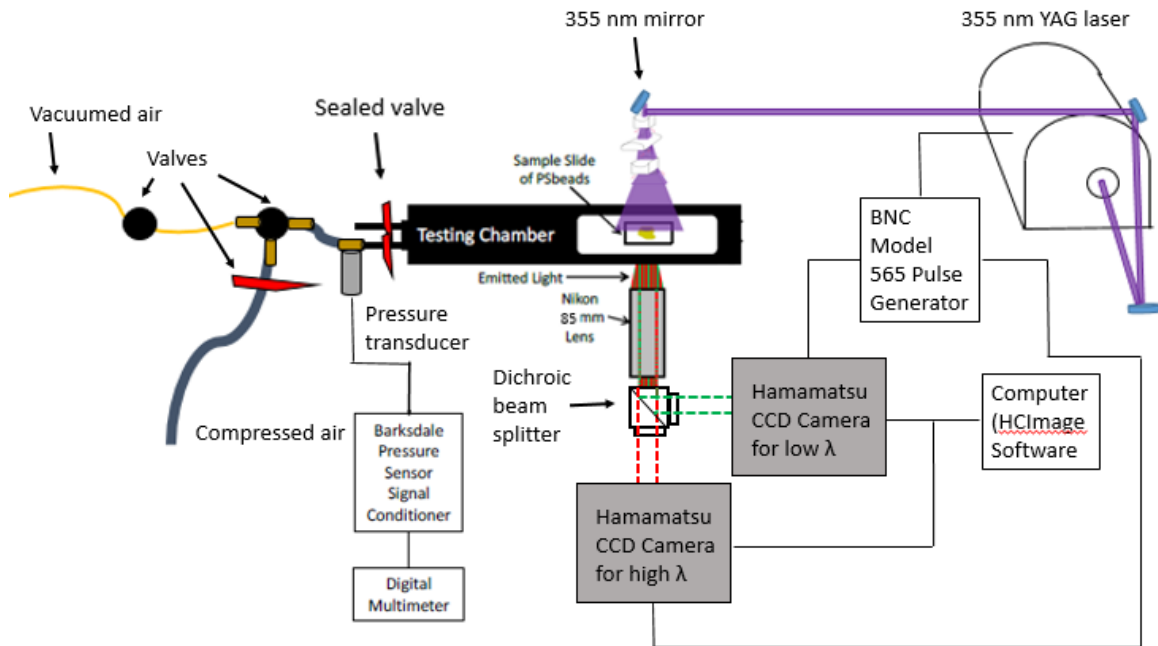 355 nm mirror
355 nm YAG laser
Vacuumed air
Sealed valve
Valves
Sample Slide
of PSbeads
Testing Chamber
BNC
Model
565 Pulse
Generator
Emitted Light
Nikon
85 mm
Lens
Pressure
transducer
Dichroic
beam
splitter
Hamamatsu
CCD Camera
for low λ
Computer
(HCImage
Software
Compressed air
Barksdale
Pressure
Sensor
Signal
Conditioner
Hamamatsu
CCD Camera
for high λ
Digital
Multimeter